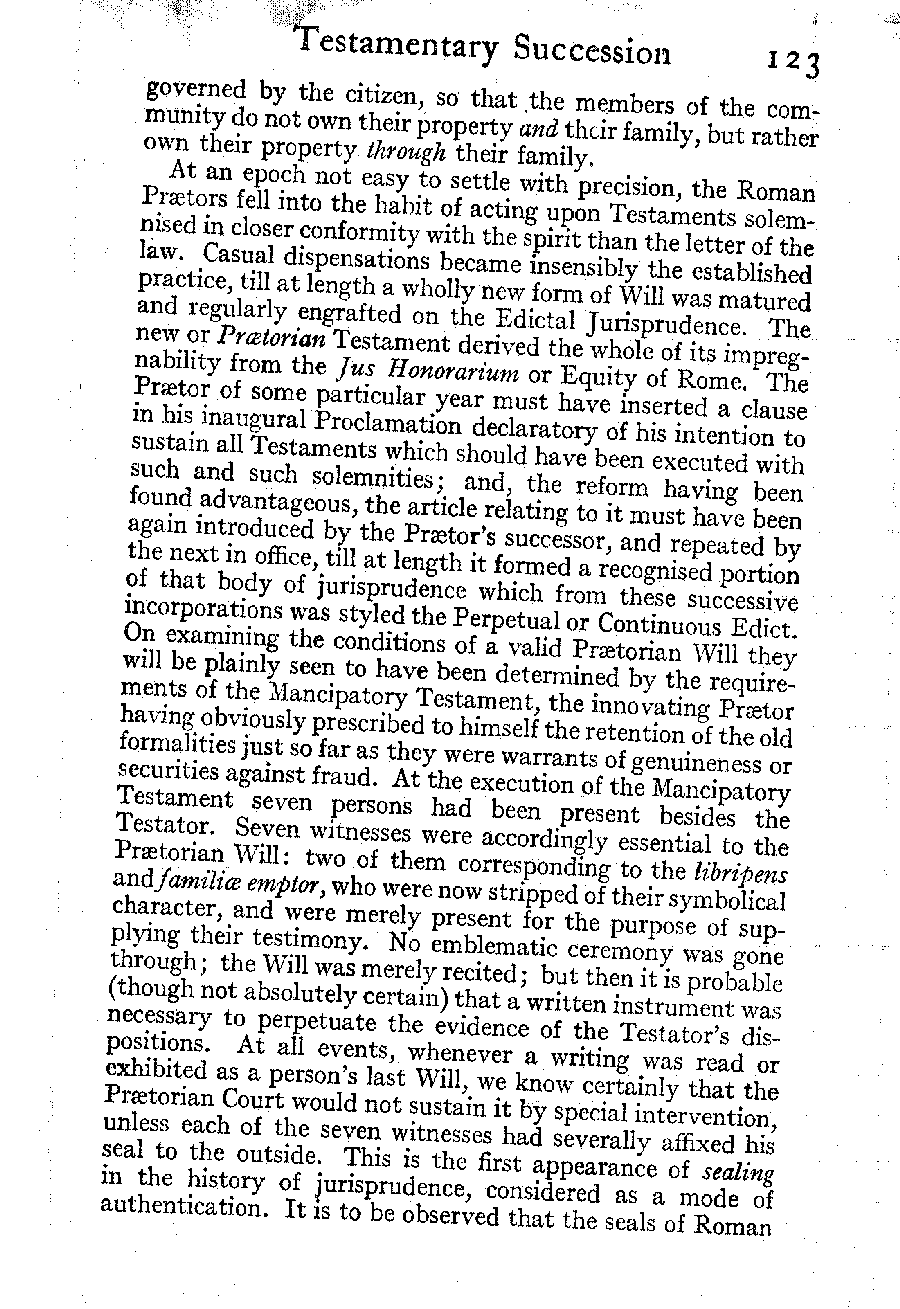 Testamentary Succession 123
governed by the citizen, so that the members of the com-
munity do not own their property and their family, but rather
own their property through their family.
At an epoch not easy to settle with precision, the Roman
Prætors fell into the habit of acting upon Testaments solem-
nised in closer conformity with the spirit than the letter of the
law. Casual dispensations became insensibly the established
practice, till at length a wholly new form of Will was matured
and regularly engrafted on the Edictal Jurisprudence. The
new or Prætorian Testament derived the whole of its impreg-
nability from the Jus Honorarium or Equity of Rome. The
Prætor of some particular year must have inserted a clause
in his inaugural Proclamation declaratory of his intention to
sustain all Testaments which should have been executed with
such and such solemnities; and, the reform having been
found advantageous, the article relating to it must have been
again introduced by the Prætor's successor, and repeated by
the next in office, till at length it formed a recognised portion
of that body of jurisprudence which from these successive
incorporations was styled the Perpetual or Continuous Edict.
On examining the conditions of a valid Prætorian Will they
will be plainly seen to have been determined by the require-
ments of the Mancipatory Testament, the innovating Prætor
having obviously prescribed to himself the retention of the old
formalities just so far as they were warrants of genuineness or
securities against fraud. At the execution of the Mancipatory
Testament seven persons had been present besides the
Testator. Seven witnesses were accordingly essential to the
Prætorian Will: two of them corresponding to the libripens
and familiæ emptor, who were now stripped of their symbolical
character, and were merely present for the purpose of sup-
plying their testimony. No emblematic ceremony was gone
through; the Will was merely recited; but then it is probable
(though not absolutely certain) that a written instrument was
necessary to perpetuate the evidence of the Testator's dis-
positions. At all events, whenever a writing was read or
exhibited as a person's last Will, we know certainly that the
Prætorian Court would not sustain it by special intervention,
unless each of the seven witnesses had severally affixed his
seal to the outside. This is the first appearance of sealing
in the history of jurisprudence, considered as a mode of
authentication. It is to be observed that the seals of Roman